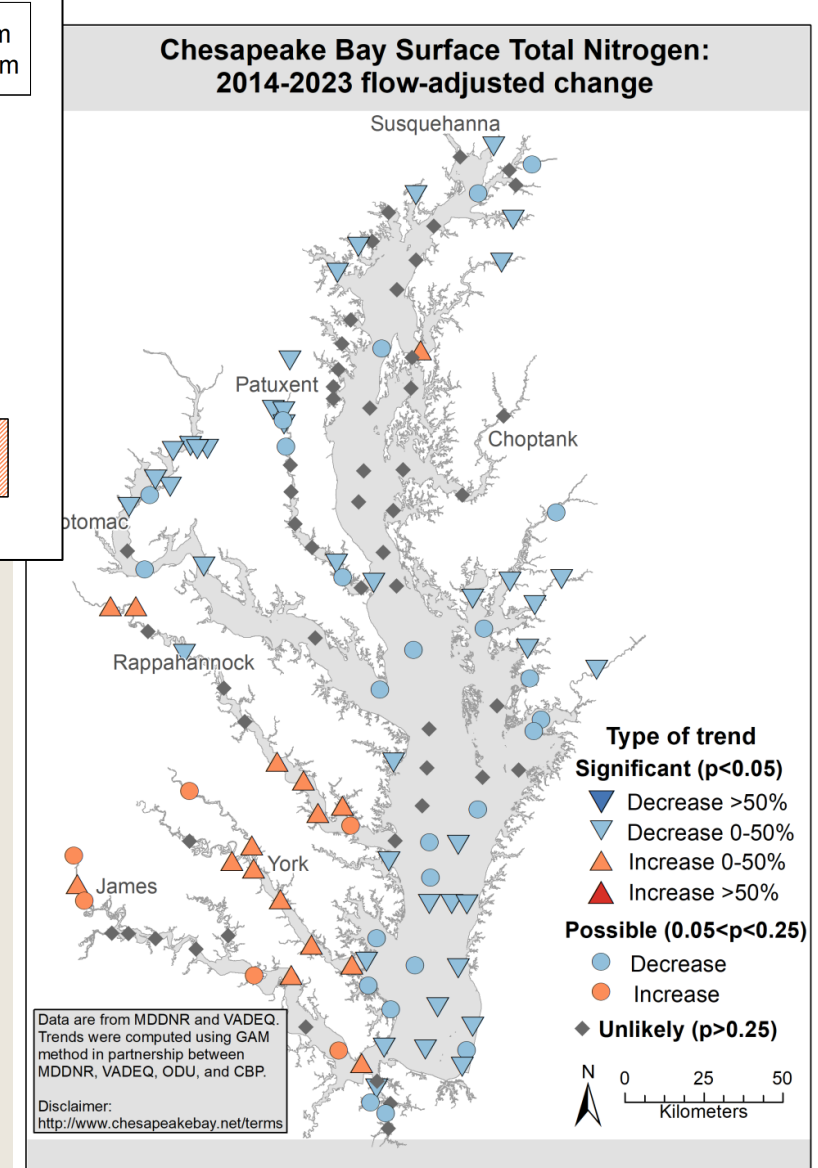 m
m
Chesapeake Bay Surface Total Nitrogen:
2014-2023 flow-adjusted change
Susquehanna
Patuxent
Choptank
otomac
Rappahannock
York
James
Type of trend
Significant (p<0.05)
Decrease >50%
Decrease 0-50%
Increase 0-50%
Increase >50%
Possible (0.05<p<0.25)
Decrease
Increase
Unlikely (p>0.25)
Data are from MDDNR and VADEQ.
Trends were computed using GAM
method in partnership between
MDDNR, VADEQ, ODU, and CBP.
Disclaimer:
http://www.chesapeakebay.net/terms
N
0 25 50
Kilometers